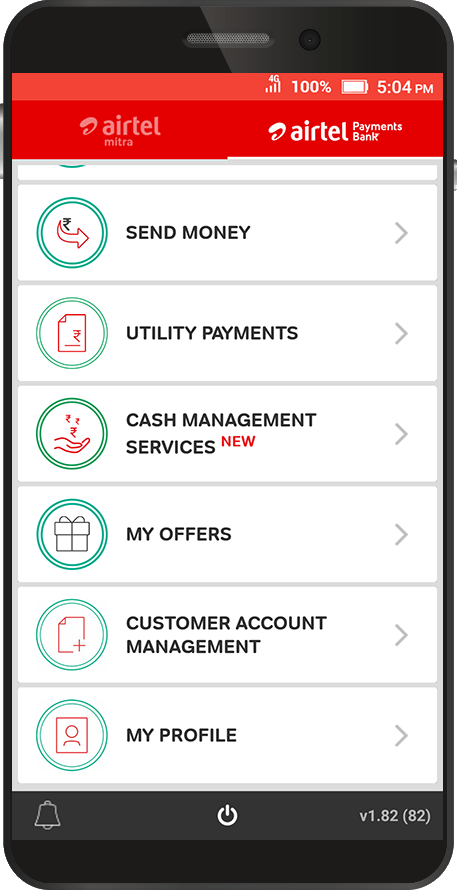 4G 100% 5:04 PM
airtel
mitra
airtel Payments
Bank
SEND MONEY
UTILITY PAYMENTS
CASH MANAGEMENT
SERVICES NEW
MY OFFERS
CUSTOMER ACCOUNT
MANAGEMENT
MY PROFILE
v1.82 (82)